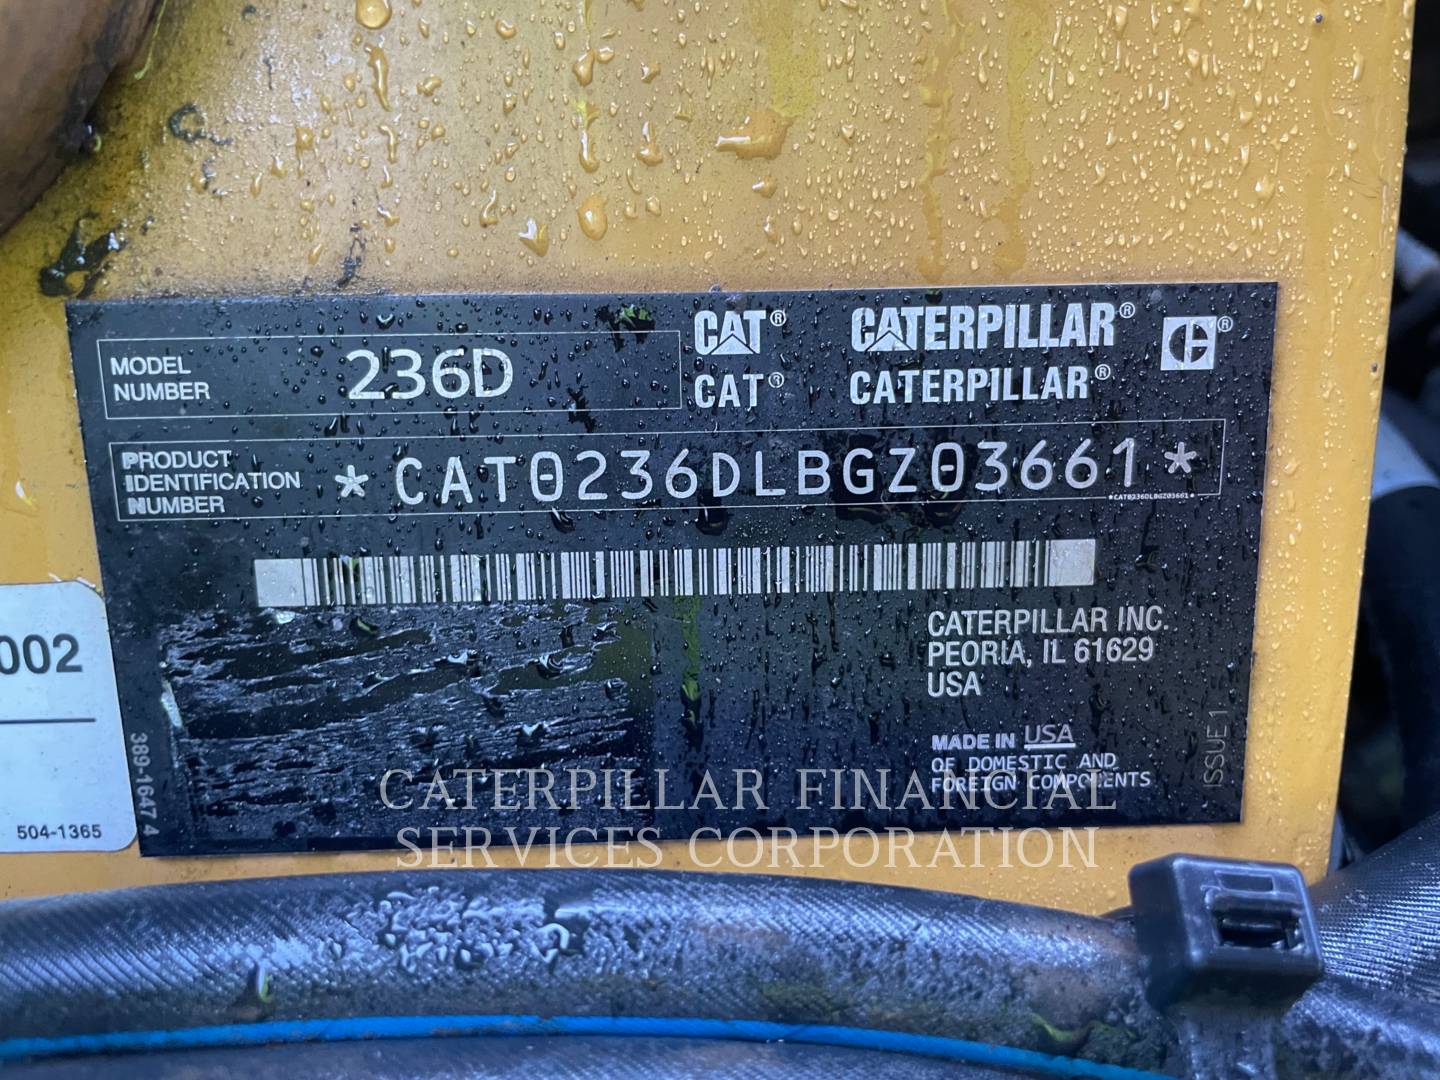 CAT® CATERPILLAR® C®
MODEL NUMBER 236D
CAT® CATERPILLAR®
PRODUCT IDENTIFICATION NUMBER * CAT0236DLBGZ03661 *
*CAT0236DLBGZ03661*
CATERPILLAR INC.
PEORIA, IL 61629
USA
002
MADE IN USA
OF DOMESTIC AND
FOREIGN COMPONENTS
ISSUE 1
389-1647 4
504-1365
CATERPILLAR FINANCIAL
SERVICES CORPORATION